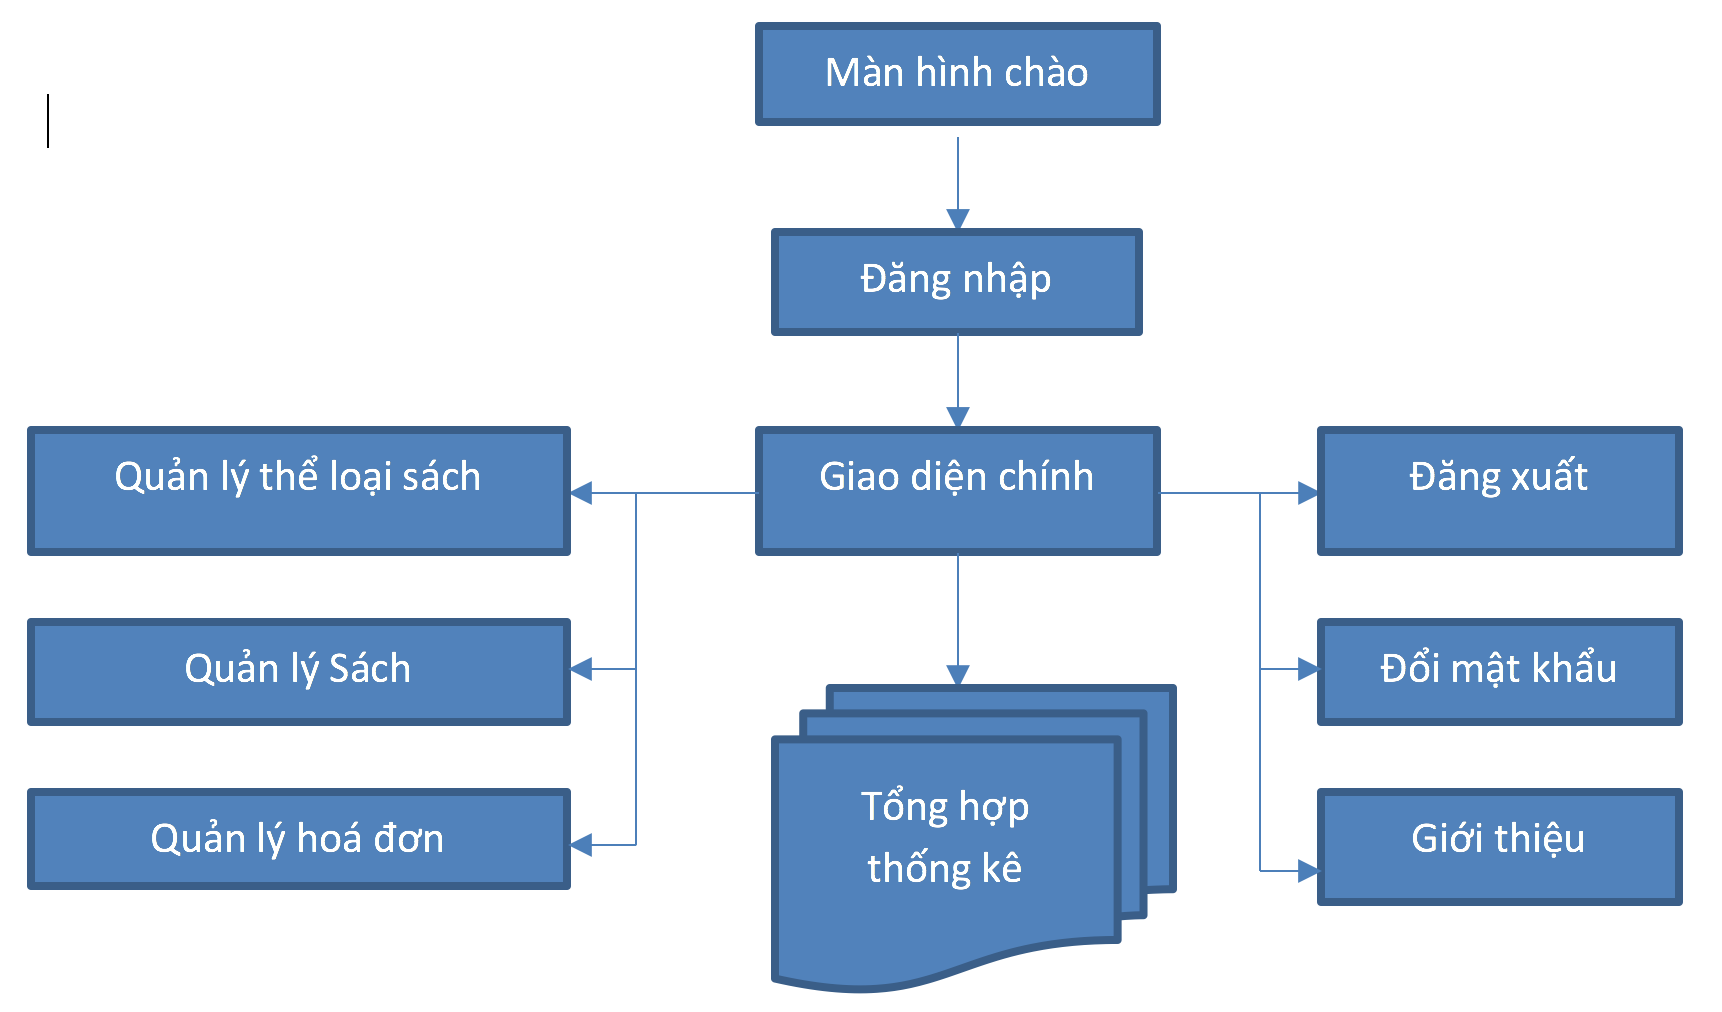 Màn hình chào
Đăng nhập
Quản lý thể loại sách
Giao diện chính
Đăng xuất
Quản lý Sách
Đổi mật khẩu
Quản lý hoá đơn
Tổng hợp
thống kê
Giới thiệu